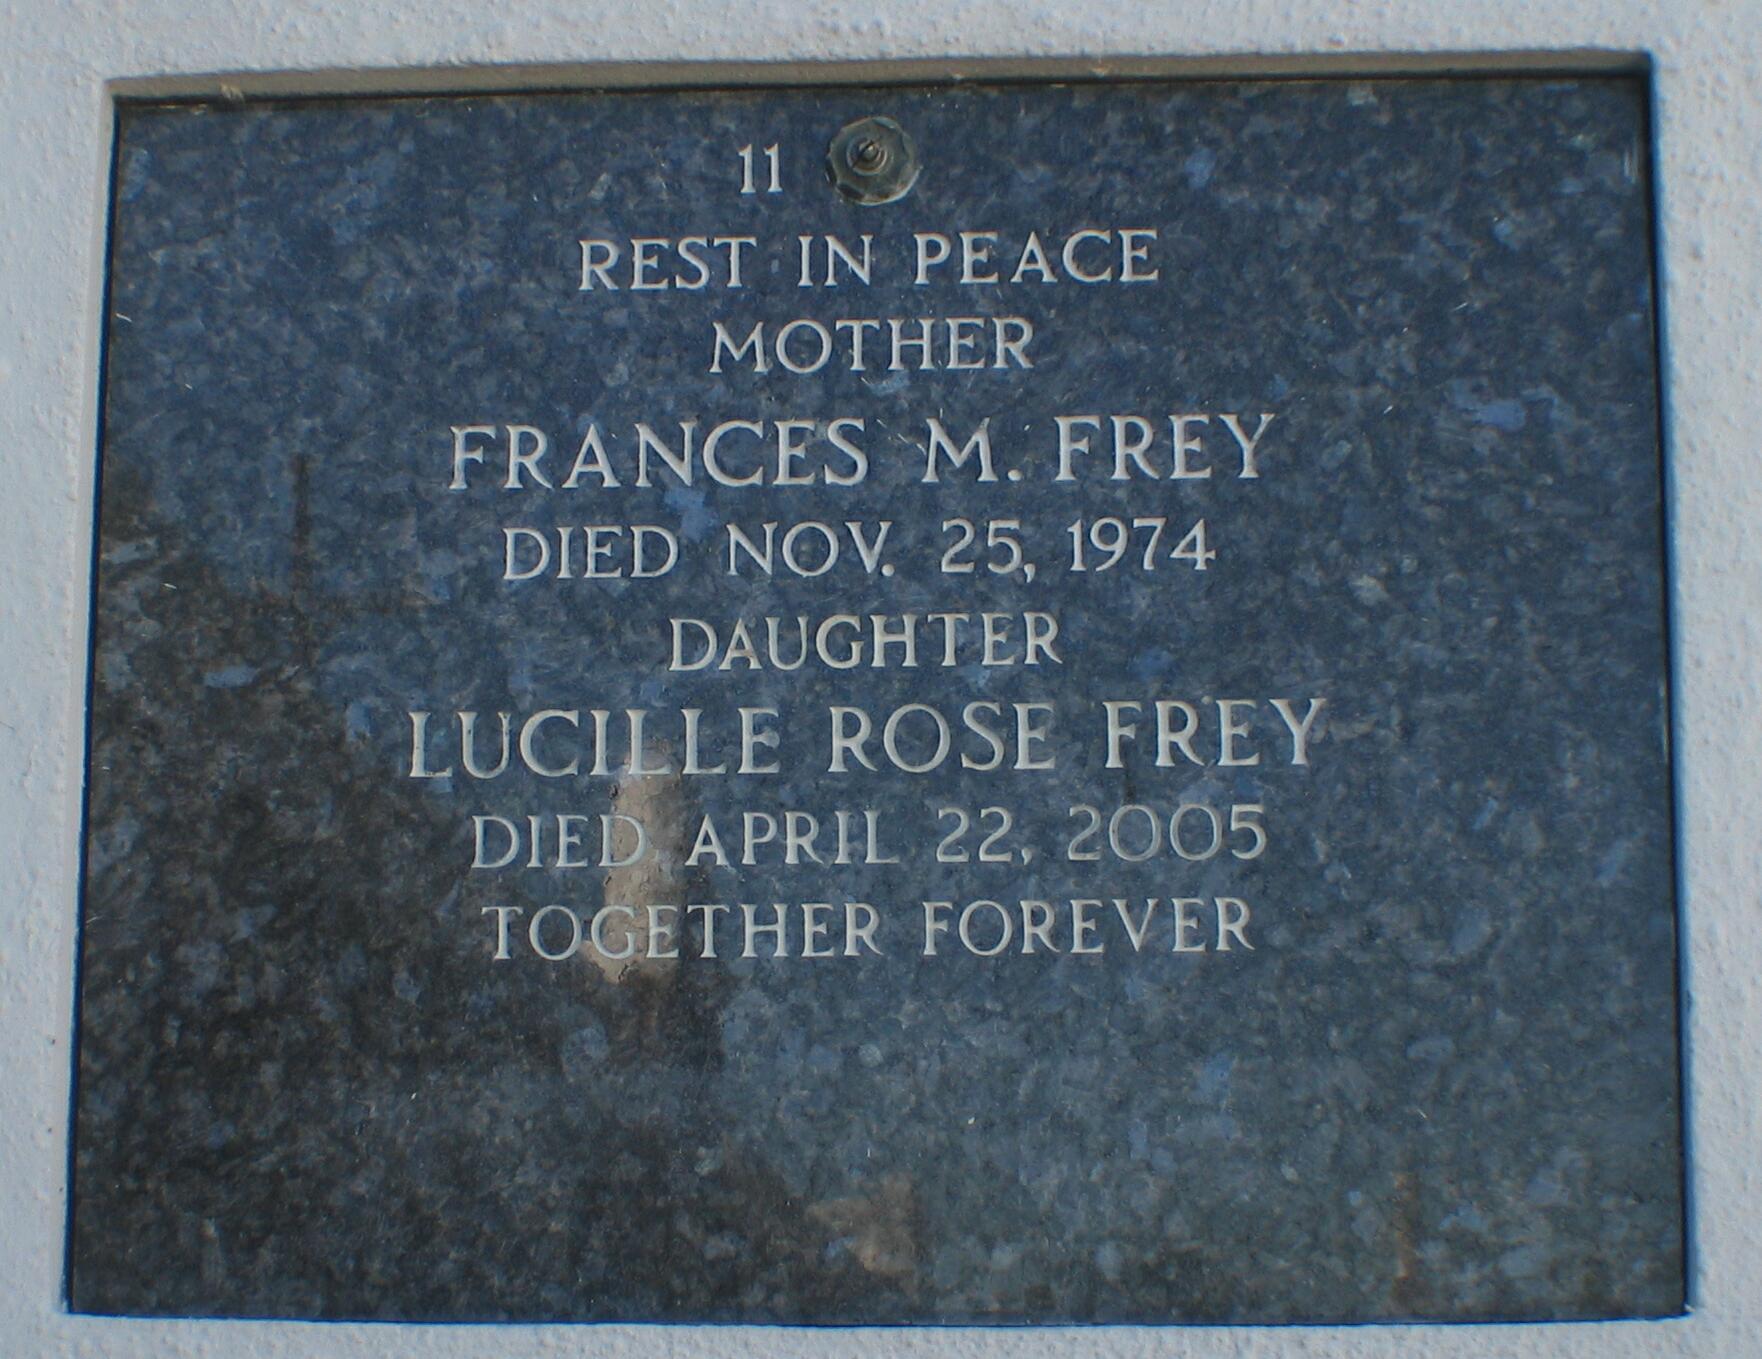 11
REST IN PEACE
MOTHER
FRANCES M. FREY
DIED NOV. 25, 1974
DAUGHTER
LUCILLE ROSE FREY
DIED APRIL 22, 2005
TOGETHER FOREVER